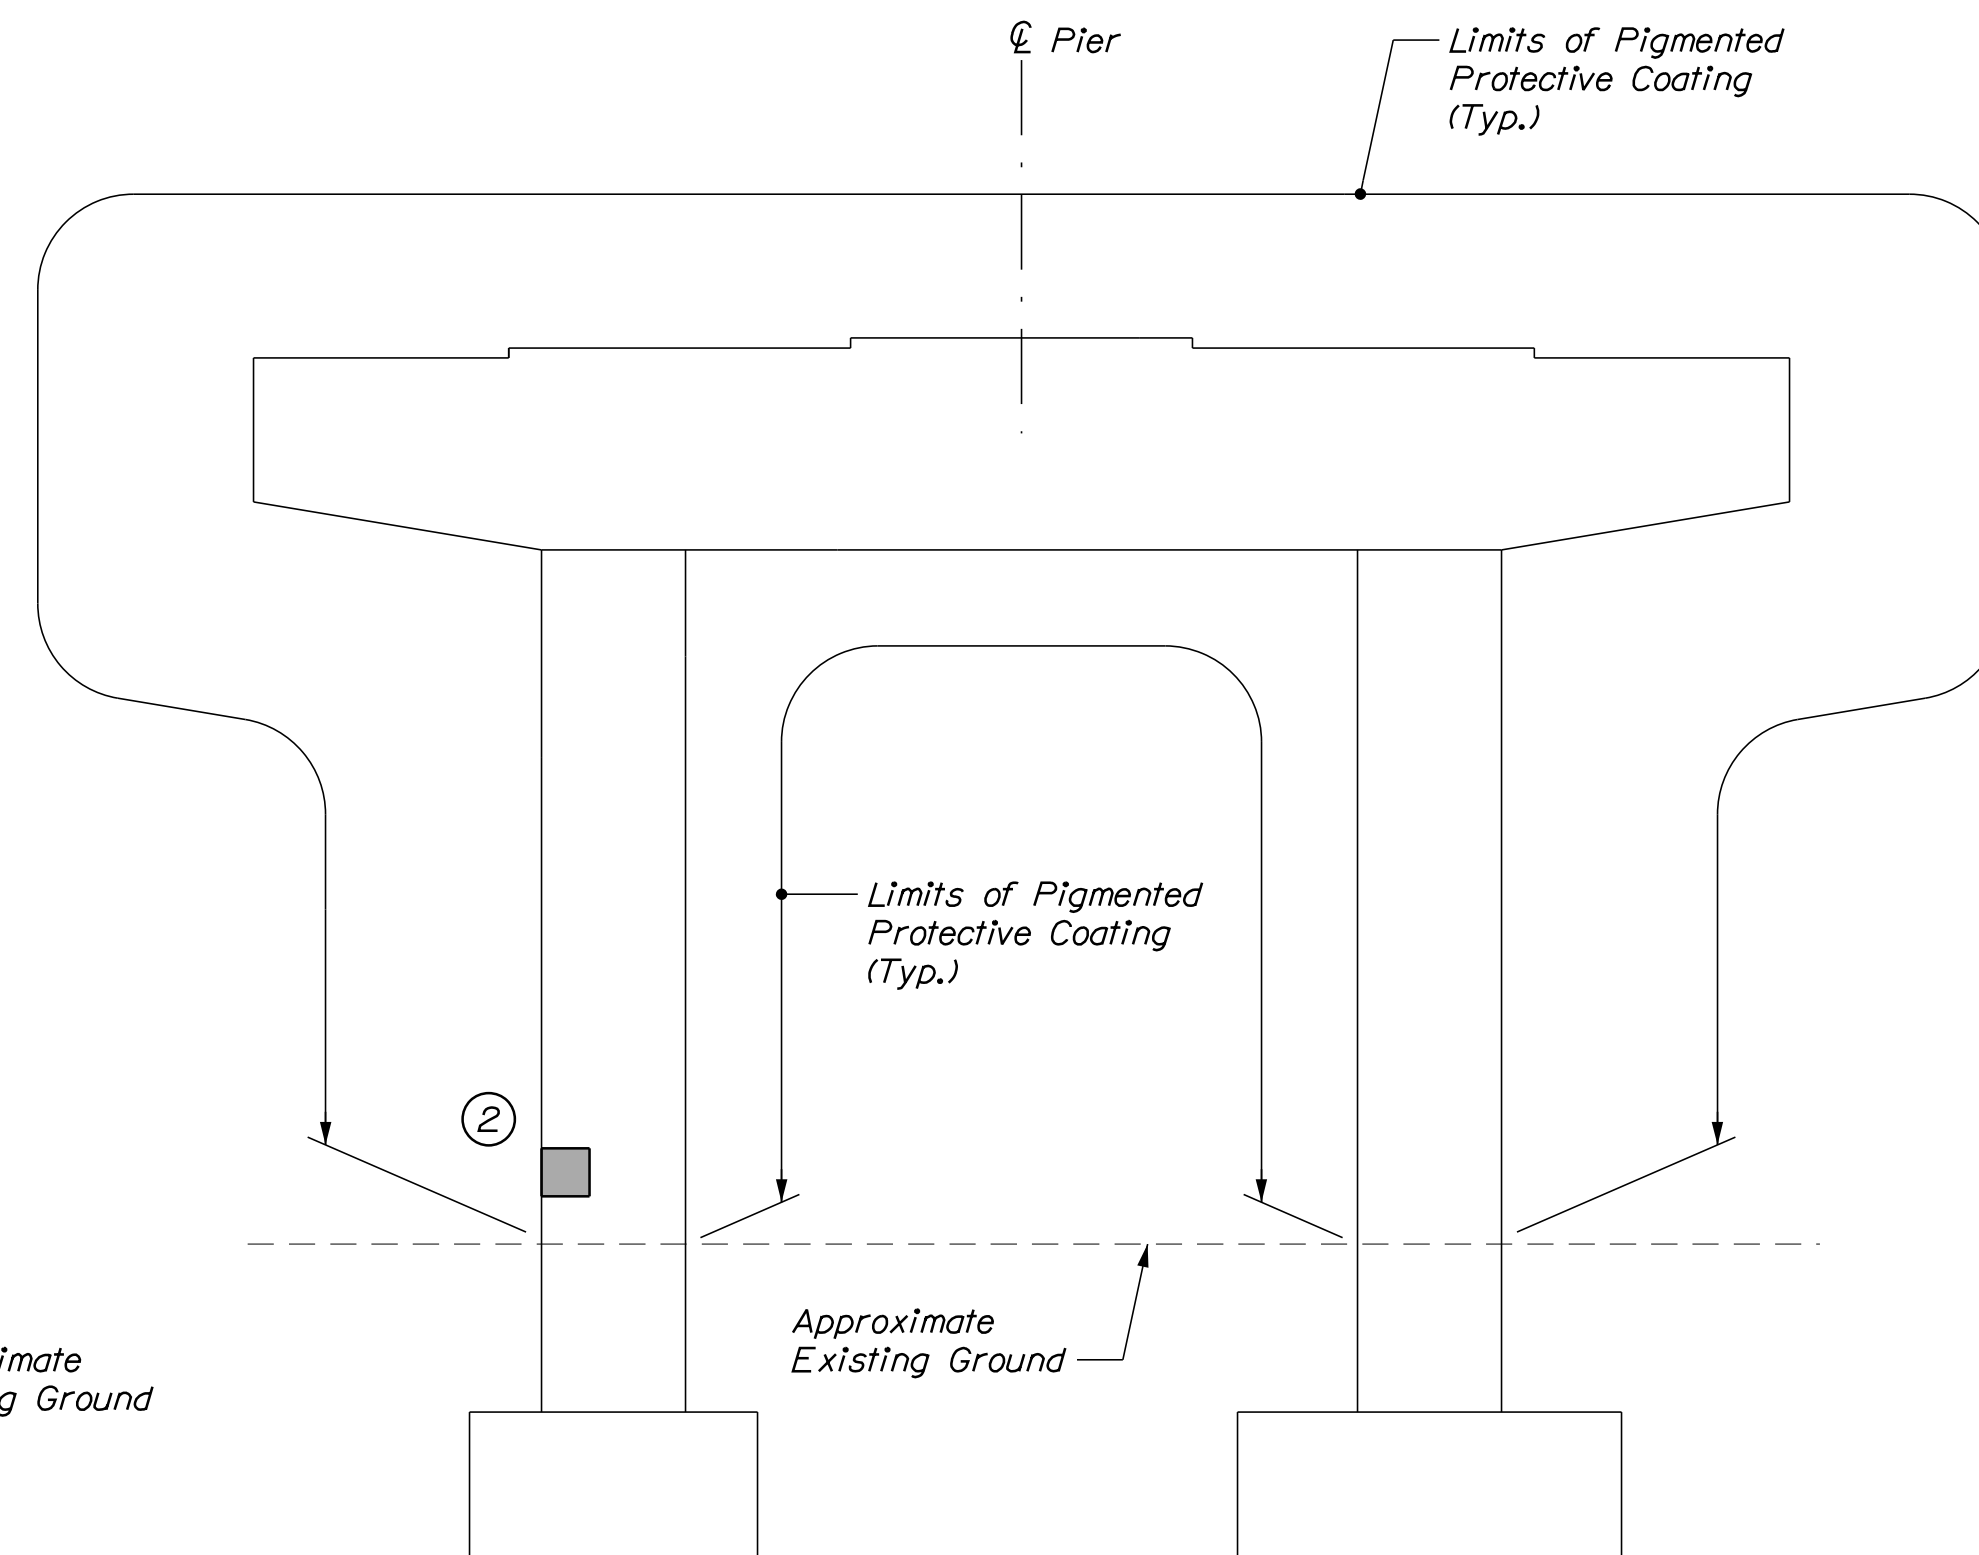 ℄ Pier
Limits of Pigmented
Protective Coating
(Typ.)
Limits of Pigmented
Protective Coating
(Typ.)
2
Approximate
Existing Ground
imate
g Ground